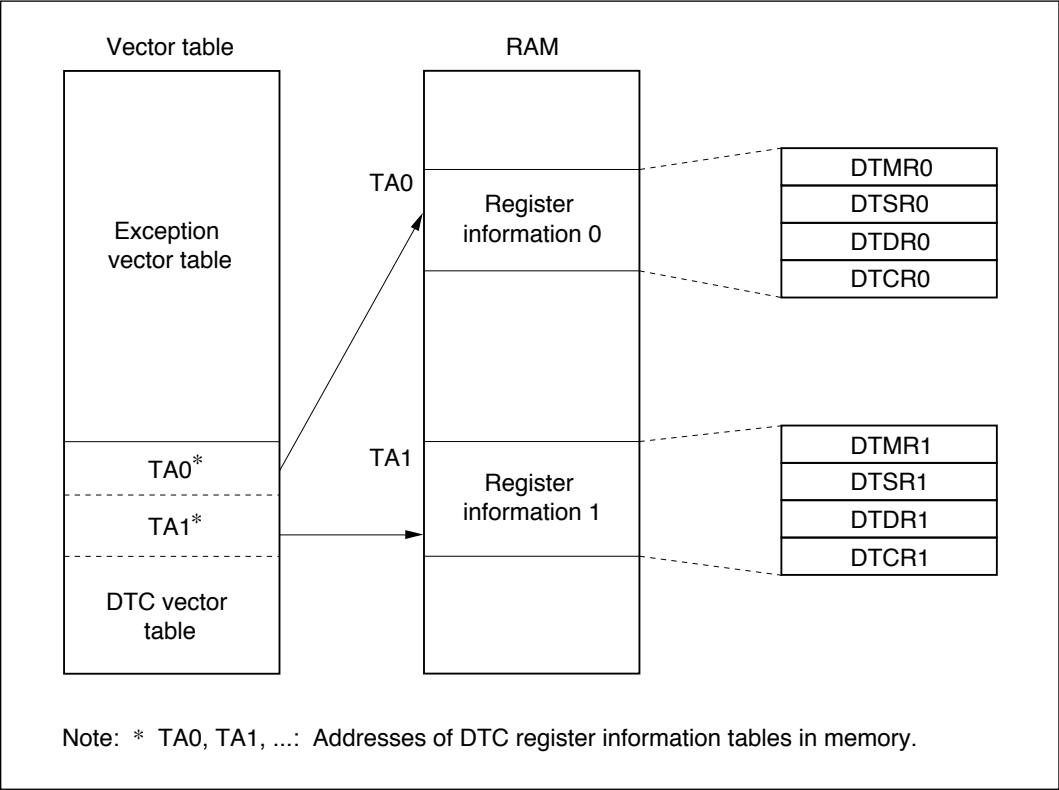 Vector table
RAM
Exception
vector table
TA0*
TA1*
DTC vector
table
TA0
Register
information 0
TA1
Register
information 1
DTMR0
DTSR0
DTDR0
DTCR0
DTMR1
DTSR1
DTDR1
DTCR1
Note: * TA0, TA1, ...: Addresses of DTC register information tables in memory.